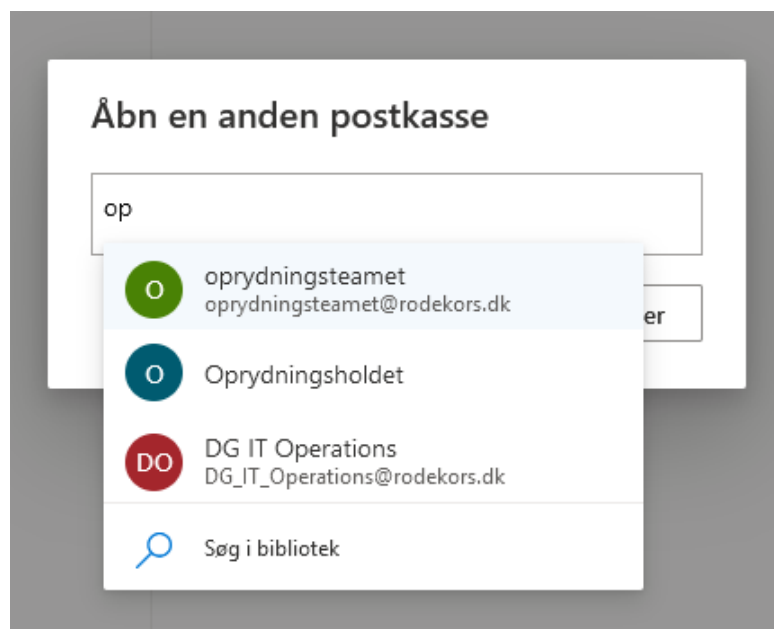 Åbn en anden postkasse
op
O
oprydningsteamet
oprydningsteamet@rodekors.dk
er
O
Oprydningsholdet
DO
DG IT Operations
DG_IT_Operations@rodekors.dk
Søg i bibliotek